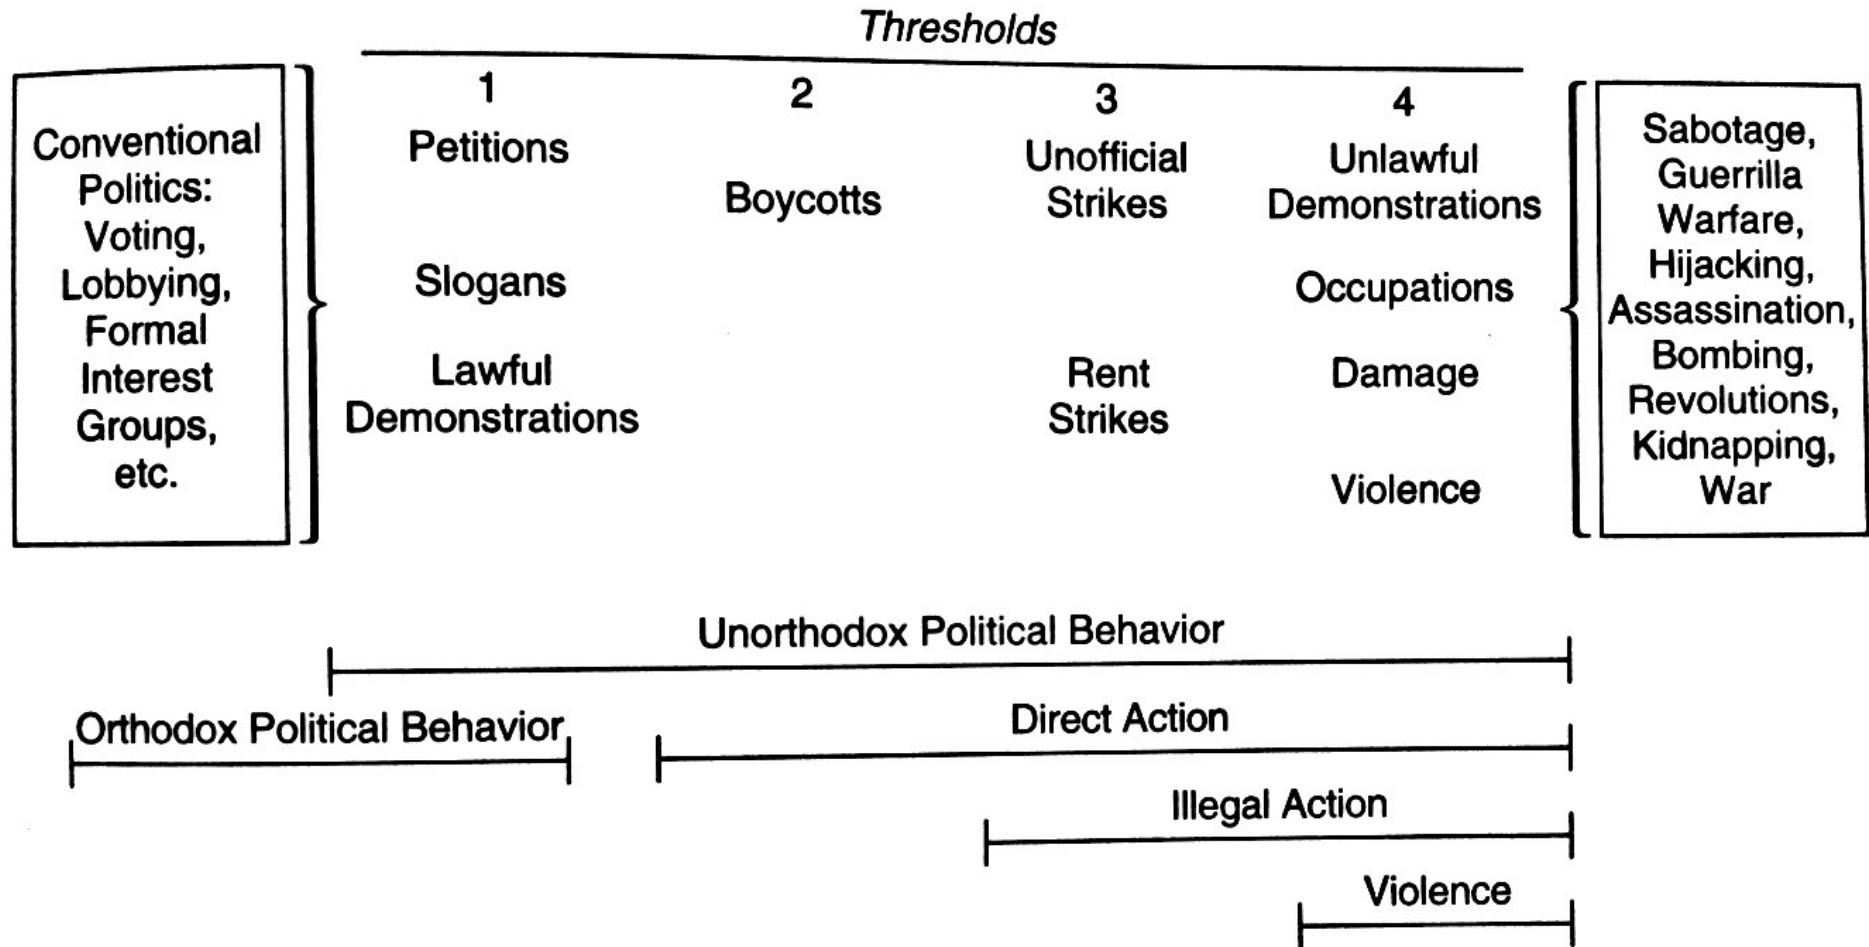 Thresholds
Conventional
Politics:
Voting,
Lobbying,
Formal
Interest
Groups,
etc.
1
Petitions
Slogans
Lawful
Demonstrations
2
Boycotts
3
Unofficial
Strikes
Rent
Strikes
4
Unlawful
Demonstrations
Occupations
Damage
Violence
Sabotage,
Guerrilla
Warfare,
Hijacking,
Assassination,
Bombing,
Revolutions,
Kidnapping,
War
Unorthodox Political Behavior
Orthodox Political Behavior
Direct Action
Illegal Action
Violence